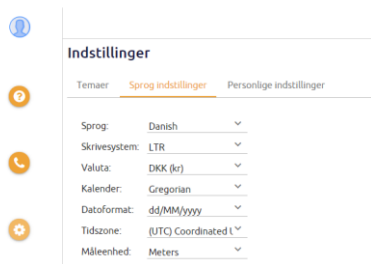 Indstillinger
Temaer Sprog indstillinger Personlige indstillinger
Sprog: Danish
Skrivesystem: LTR
Valuta: DKK (kr)
Kalender: Gregorian
Datoformat: dd/MM/yyyy
Tidszone: (UTC) Coordinated
Måleenhed: Meters